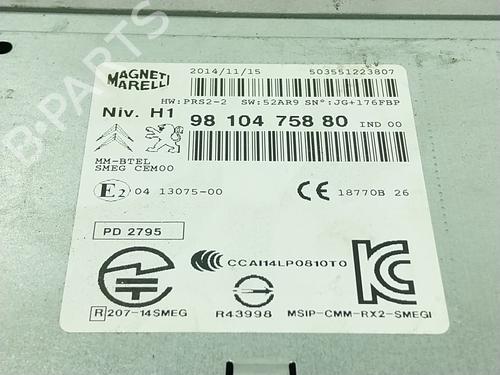 MAGNETI MARELLI
2014/11/15
503551223807
HW:PRS2-2 SW:52AR9 SN°:JG+176FBP
Niv. H1
98 104 758 80 IND 00
MM-BTEL
SMEG CEM00
E2 04 13075-00
CE 18770B 26
PD 2795
CCAI14LP0810T0
R 207-14SMEG
R43998
MSIP-CMM-RX2-SMEGI
B-PARTS